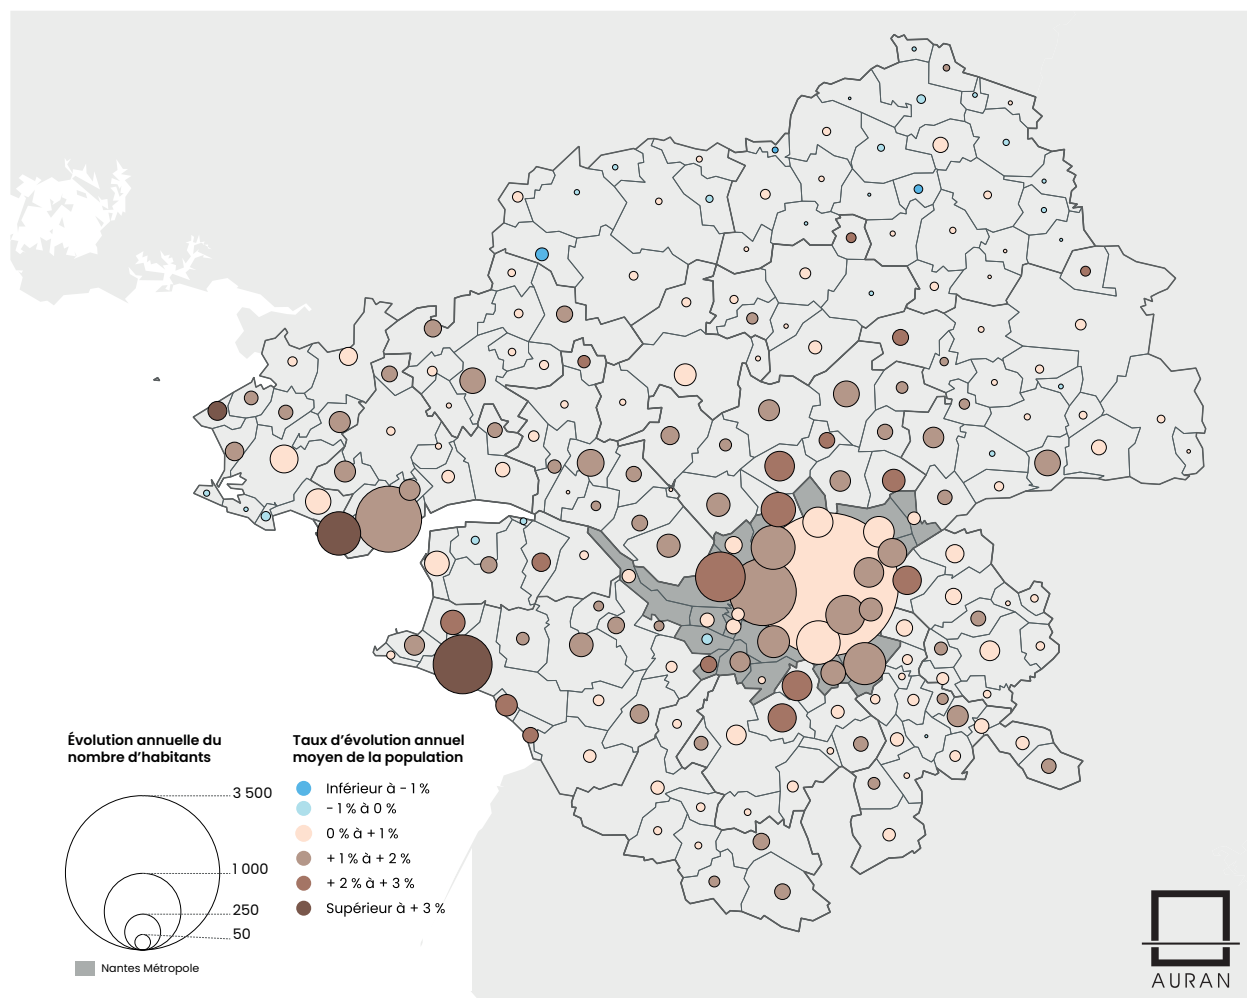 Évolution annuelle du
nombre d’habitants
3 500
1 000
250
50
Nantes Métropole
Taux d’évolution annuel
moyen de la population
Inférieur à - 1 %
- 1 % à 0 %
0 % à + 1 %
+ 1 % à + 2 %
+ 2 % à + 3 %
Supérieur à + 3 %
AURAN